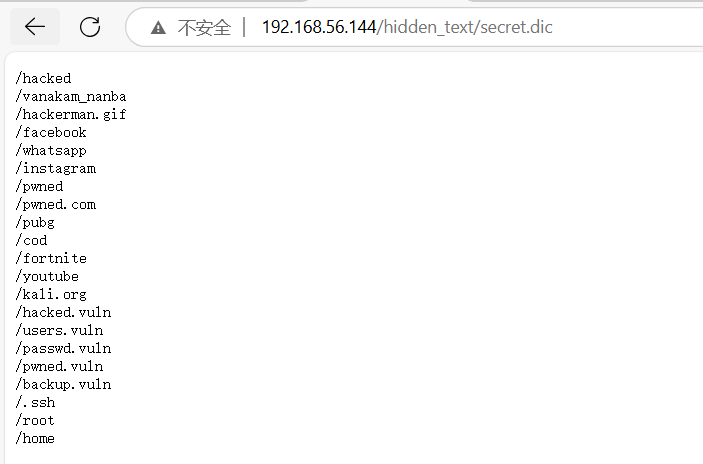 不安全 | 192.168.56.144/hidden_text/secret.dic
/hacked
/vanakam_nanba
/hackerman.gif
/facebook
/whatsapp
/instagram
/pwned
/pwned.com
/pubg
/cod
/fortnite
/youtube
/kali.org
/hacked.vuln
/users.vuln
/passwd.vuln
/pwned.vuln
/backup.vuln
/.ssh
/root
/home